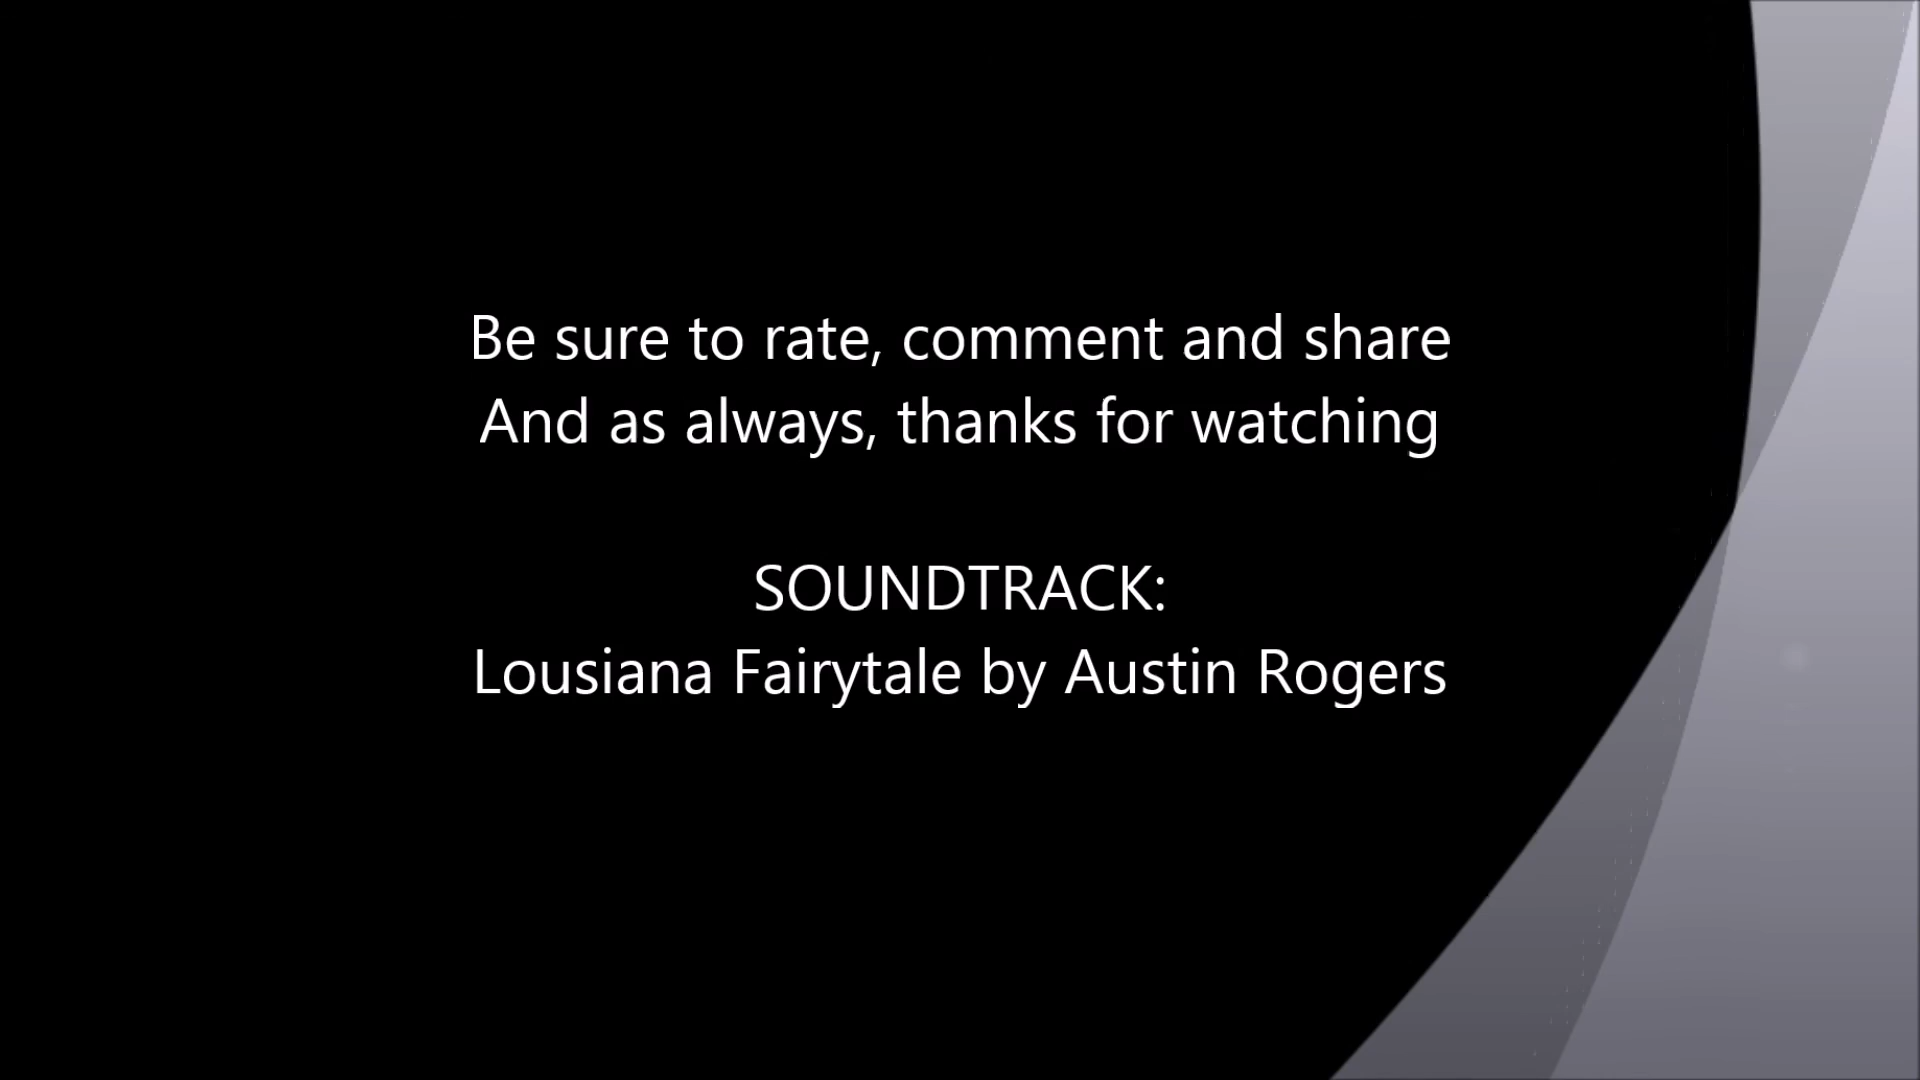 Be sure to rate, comment and share
And as always, thanks for watching
SOUNDTRACK:
Lousiana Fairytale by Austin Rogers